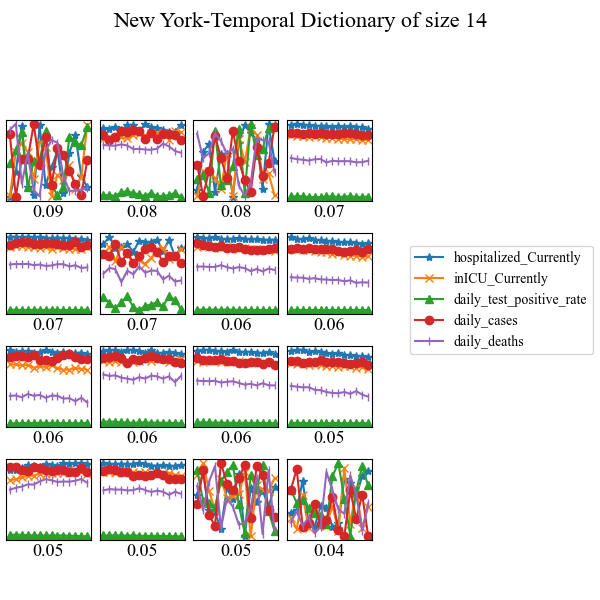 New York-Temporal Dictionary of size 14
0.09 0.08 0.08 0.07
0.07 0.07 0.06 0.06
0.06 0.06 0.06 0.05
0.05 0.05 0.05 0.04
hospitalized_Currently
inICU_Currently
daily_test_positive_rate
daily_cases
daily_deaths